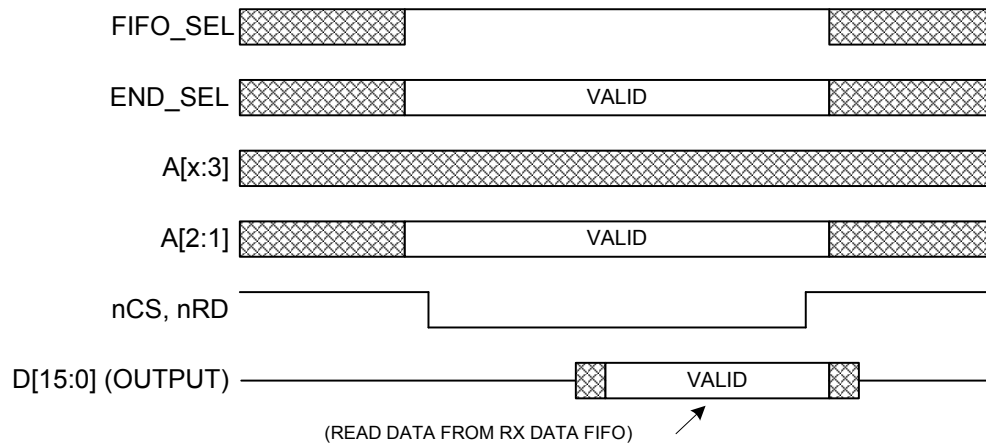 FIFO_SEL
END_SEL VALID
A[x:3]
A[2:1] VALID
nCS, nRD
D[15:0] (OUTPUT) VALID
(READ DATA FROM RX DATA FIFO)